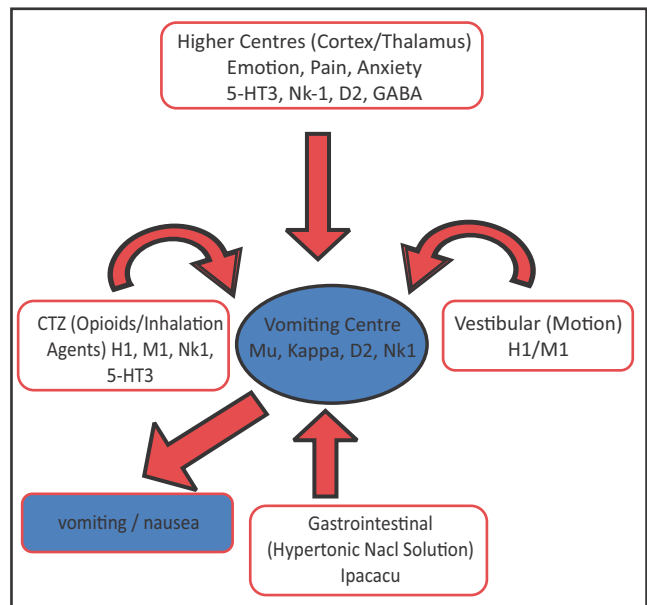 Higher Centres (Cortex/Thalamus)
Emotion, Pain, Anxiety
5-HT3, Nk-1, D2, GABA
CTZ (Opioids/Inhalation
Agents) H1, M1, Nk1,
5-HT3
Vomiting Centre
Mu, Kappa, D2, Nk1
Vestibular (Motion)
H1/M1
vomiting / nausea
Gastrointestinal
(Hypertonic Nacl Solution)
Ipacacu